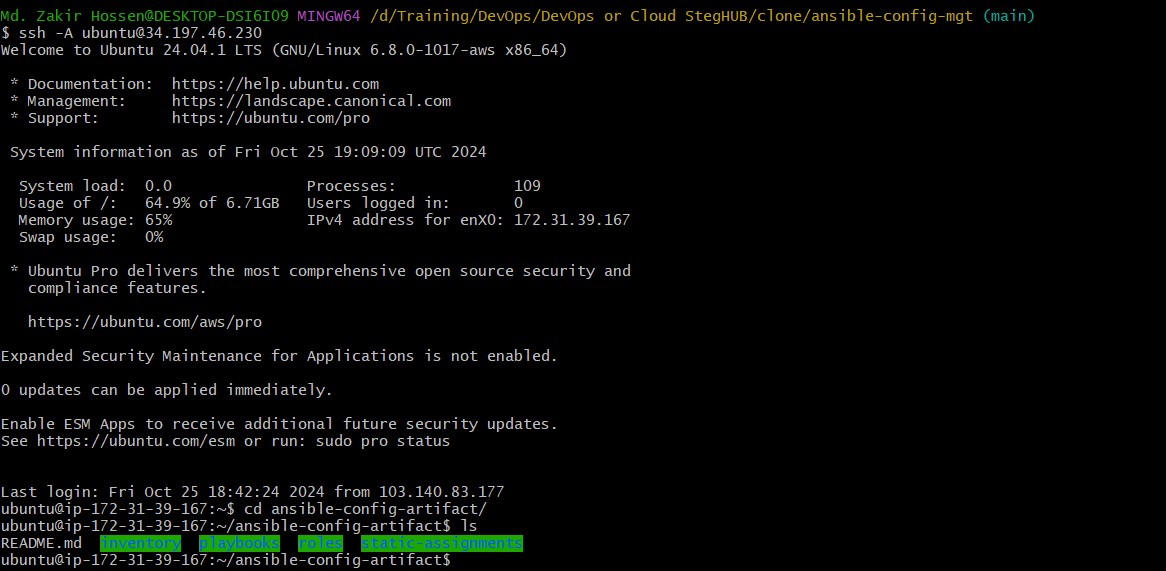 Md. Zakir Hossen@DESKTOP-DSI6IO9 MINGW64 /d/Training/DevOps/DevOps or Cloud StegHUB/clone/ansible-config-mgt (main)
$ ssh -A ubuntu@34.197.46.230
Welcome to Ubuntu 24.04.1 LTS (GNU/Linux 6.8.0-1017-aws x86_64)
* Documentation:  https://help.ubuntu.com
* Management:     https://landscape.canonical.com
* Support:        https://ubuntu.com/pro
System information as of Fri Oct 25 19:09:09 UTC 2024
System load:  0.0               Processes:             109
Usage of /:   64.9% of 6.71GB   Users logged in:       0
Memory usage: 65%               IPv4 address for enX0: 172.31.39.167
Swap usage:   0%
* Ubuntu Pro delivers the most comprehensive open source security and
compliance features.
https://ubuntu.com/aws/pro
Expanded Security Maintenance for Applications is not enabled.
0 updates can be applied immediately.
Enable ESM Apps to receive additional future security updates.
See https://ubuntu.com/esm or run: sudo pro status
Last login: Fri Oct 25 18:42:24 2024 from 103.140.83.177
ubuntu@ip-172-31-39-167:~$ cd ansible-config-artifact/
ubuntu@ip-172-31-39-167:~/ansible-config-artifact$ ls
README.md  inventory  playbooks  roles  static-assignments
ubuntu@ip-172-31-39-167:~/ansible-config-artifact$